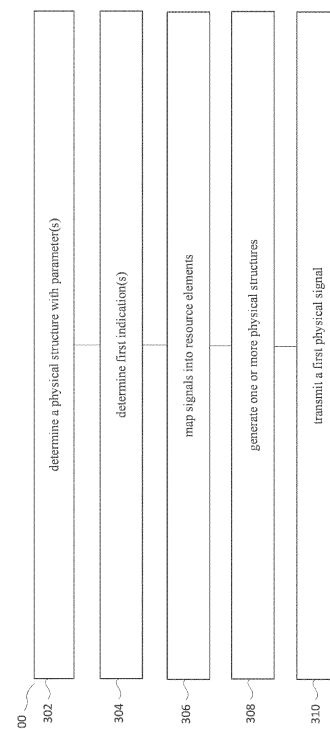 00
302
determine a physical structure with parameter(s)
304
determine first indication(s)
306
map signals into resource elements
308
generate one or more physical structures
310
transmit a first physical signal